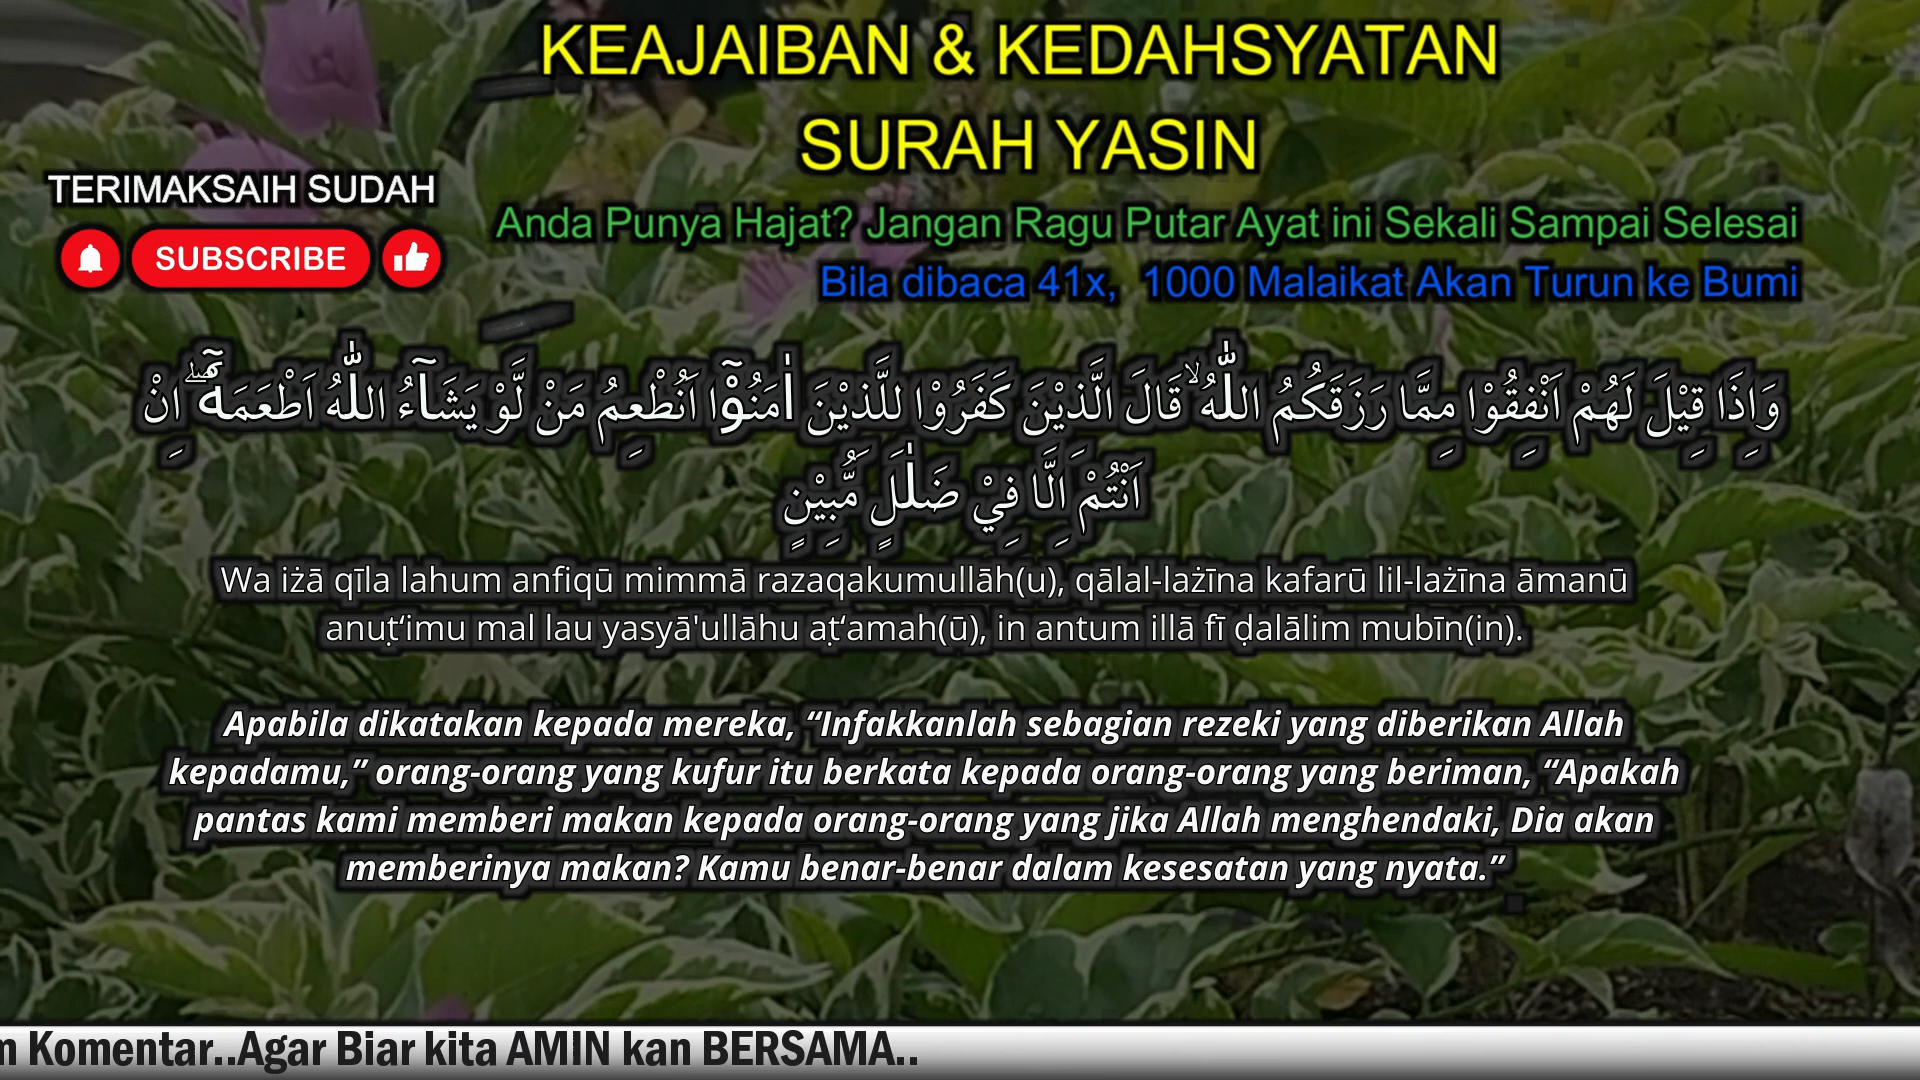 KEAJAIBAN & KEDAHSYATAN
SURAH YASIN
TERIMAKSAIH SUDAH
SUBSCRIBE
Anda Punya Hajat? Jangan Ragu Putar Ayat ini Sekali Sampai Selesai
Bila dibaca 41x, 1000 Malaikat Akan Turun ke Bumi
وَاِذَا قِيْلَ لَهُمْ اَنْفِقُوْا مِمَّا رَزَقَكُمُ اللّٰهُ ۙقَالَ الَّذِيْنَ كَفَرُوْا لِلَّذِيْنَ اٰمَنُوْٓا اَنُطْعِمُ مَنْ لَّوْ يَشَاۤءُ اللّٰهُ اَطْعَمَهٗٓ ۖاِنْ
اَنْتُمْ اِلَّا فِيْ ضَلٰلٍ مُّبِيْنٍ
Wa iżā qīla lahum anfiqū mimmā razaqakumullāh(u), qālal-lażīna kafarū lil-lażīna āmanū
anuṭ‘imu mal lau yasyā'ullāhu aṭ‘amah(ū), in antum illā fī ḍalālim mubīn(in).
Apabila dikatakan kepada mereka, “Infakkanlah sebagian rezeki yang diberikan Allah
kepadamu,” orang-orang yang kufur itu berkata kepada orang-orang yang beriman, “Apakah
pantas kami memberi makan kepada orang-orang yang jika Allah menghendaki, Dia akan
memberinya makan? Kamu benar-benar dalam kesesatan yang nyata.”
Komentar..Agar Biar kita AMIN kan BERSAMA..